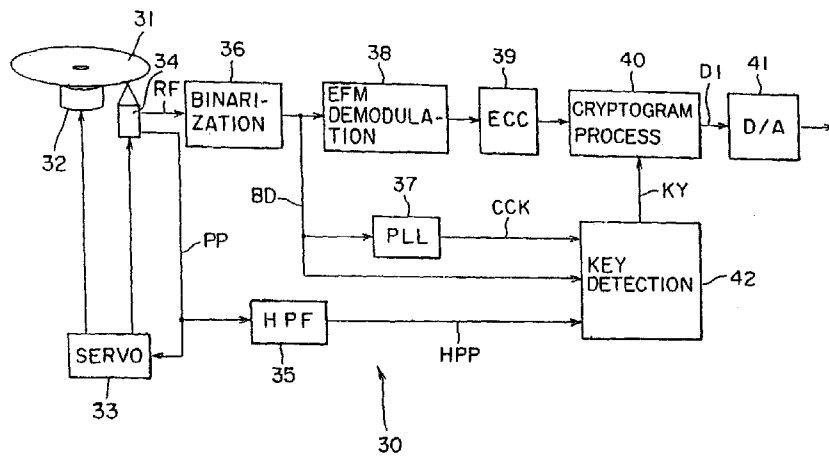 31
34
36
38
39
40
41
RF
DI
BINARI-
ZATION
EFM
DEMODULA-
TION
ECC
CRYPTOGRAM
PROCESS
D/A
32
BD
37
CCK
KY
PLL
PP
KEY
DETECTION
42
HPF
SERVO
35
HPP
33
30